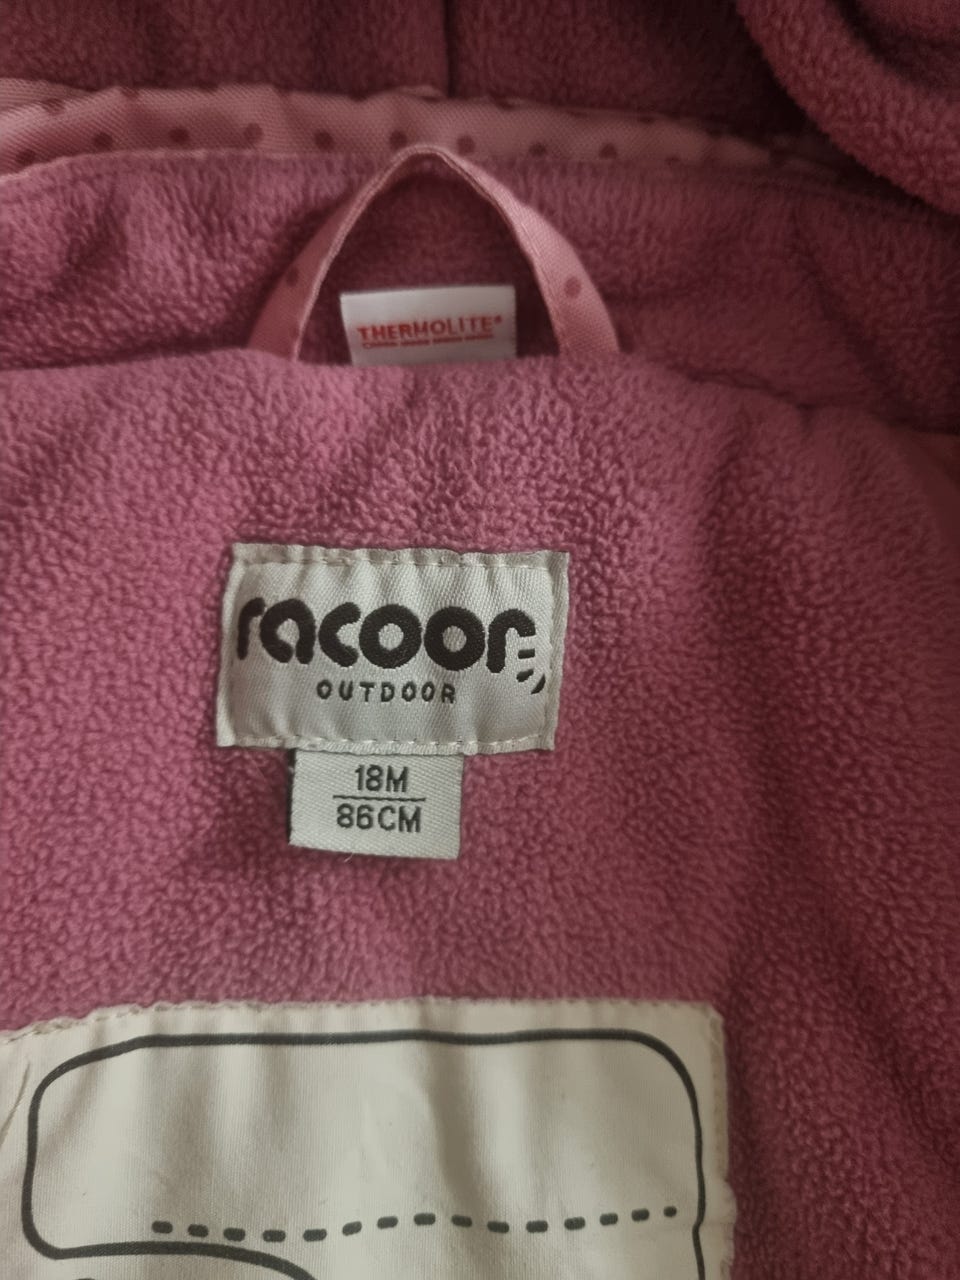 THERMOLITE®
racoon
OUTDOOR
18M
86CM